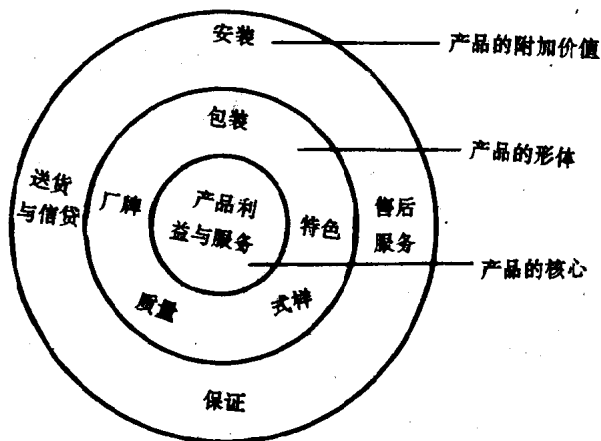 安装
产品的附加价值
包装
产品的形体
送货
与信贷
厂牌
产品利
益与服务
特色
售后
服务
产品的核心
质量
式样
保证